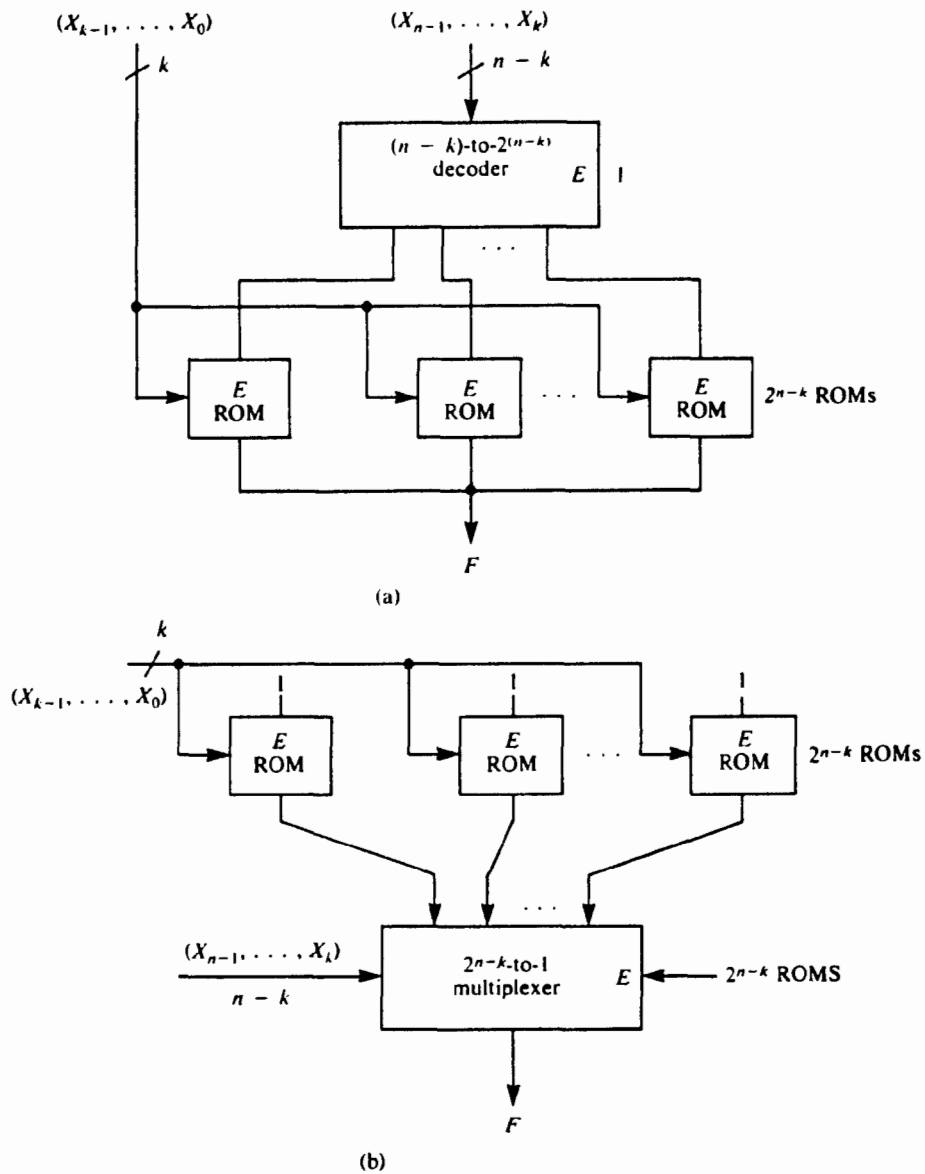 (X_{k-1}, . . . , X_0) (X_{n-1}, . . . , X_k)
k n − k
(n − k)-to-2^{(n−k)}
decoder
E 1
. . .
E E E
ROM ROM . . . ROM 2^{n−k} ROMs
F
(a)
k
(X_{k-1}, . . . , X_0)
1 1 1
E E E
ROM ROM . . . ROM 2^{n−k} ROMs
. . .
(X_{n-1}, . . . , X_k)
n − k
2^{n−k}-to-1
multiplexer
E 2^{n−k} ROMS
F
(b)